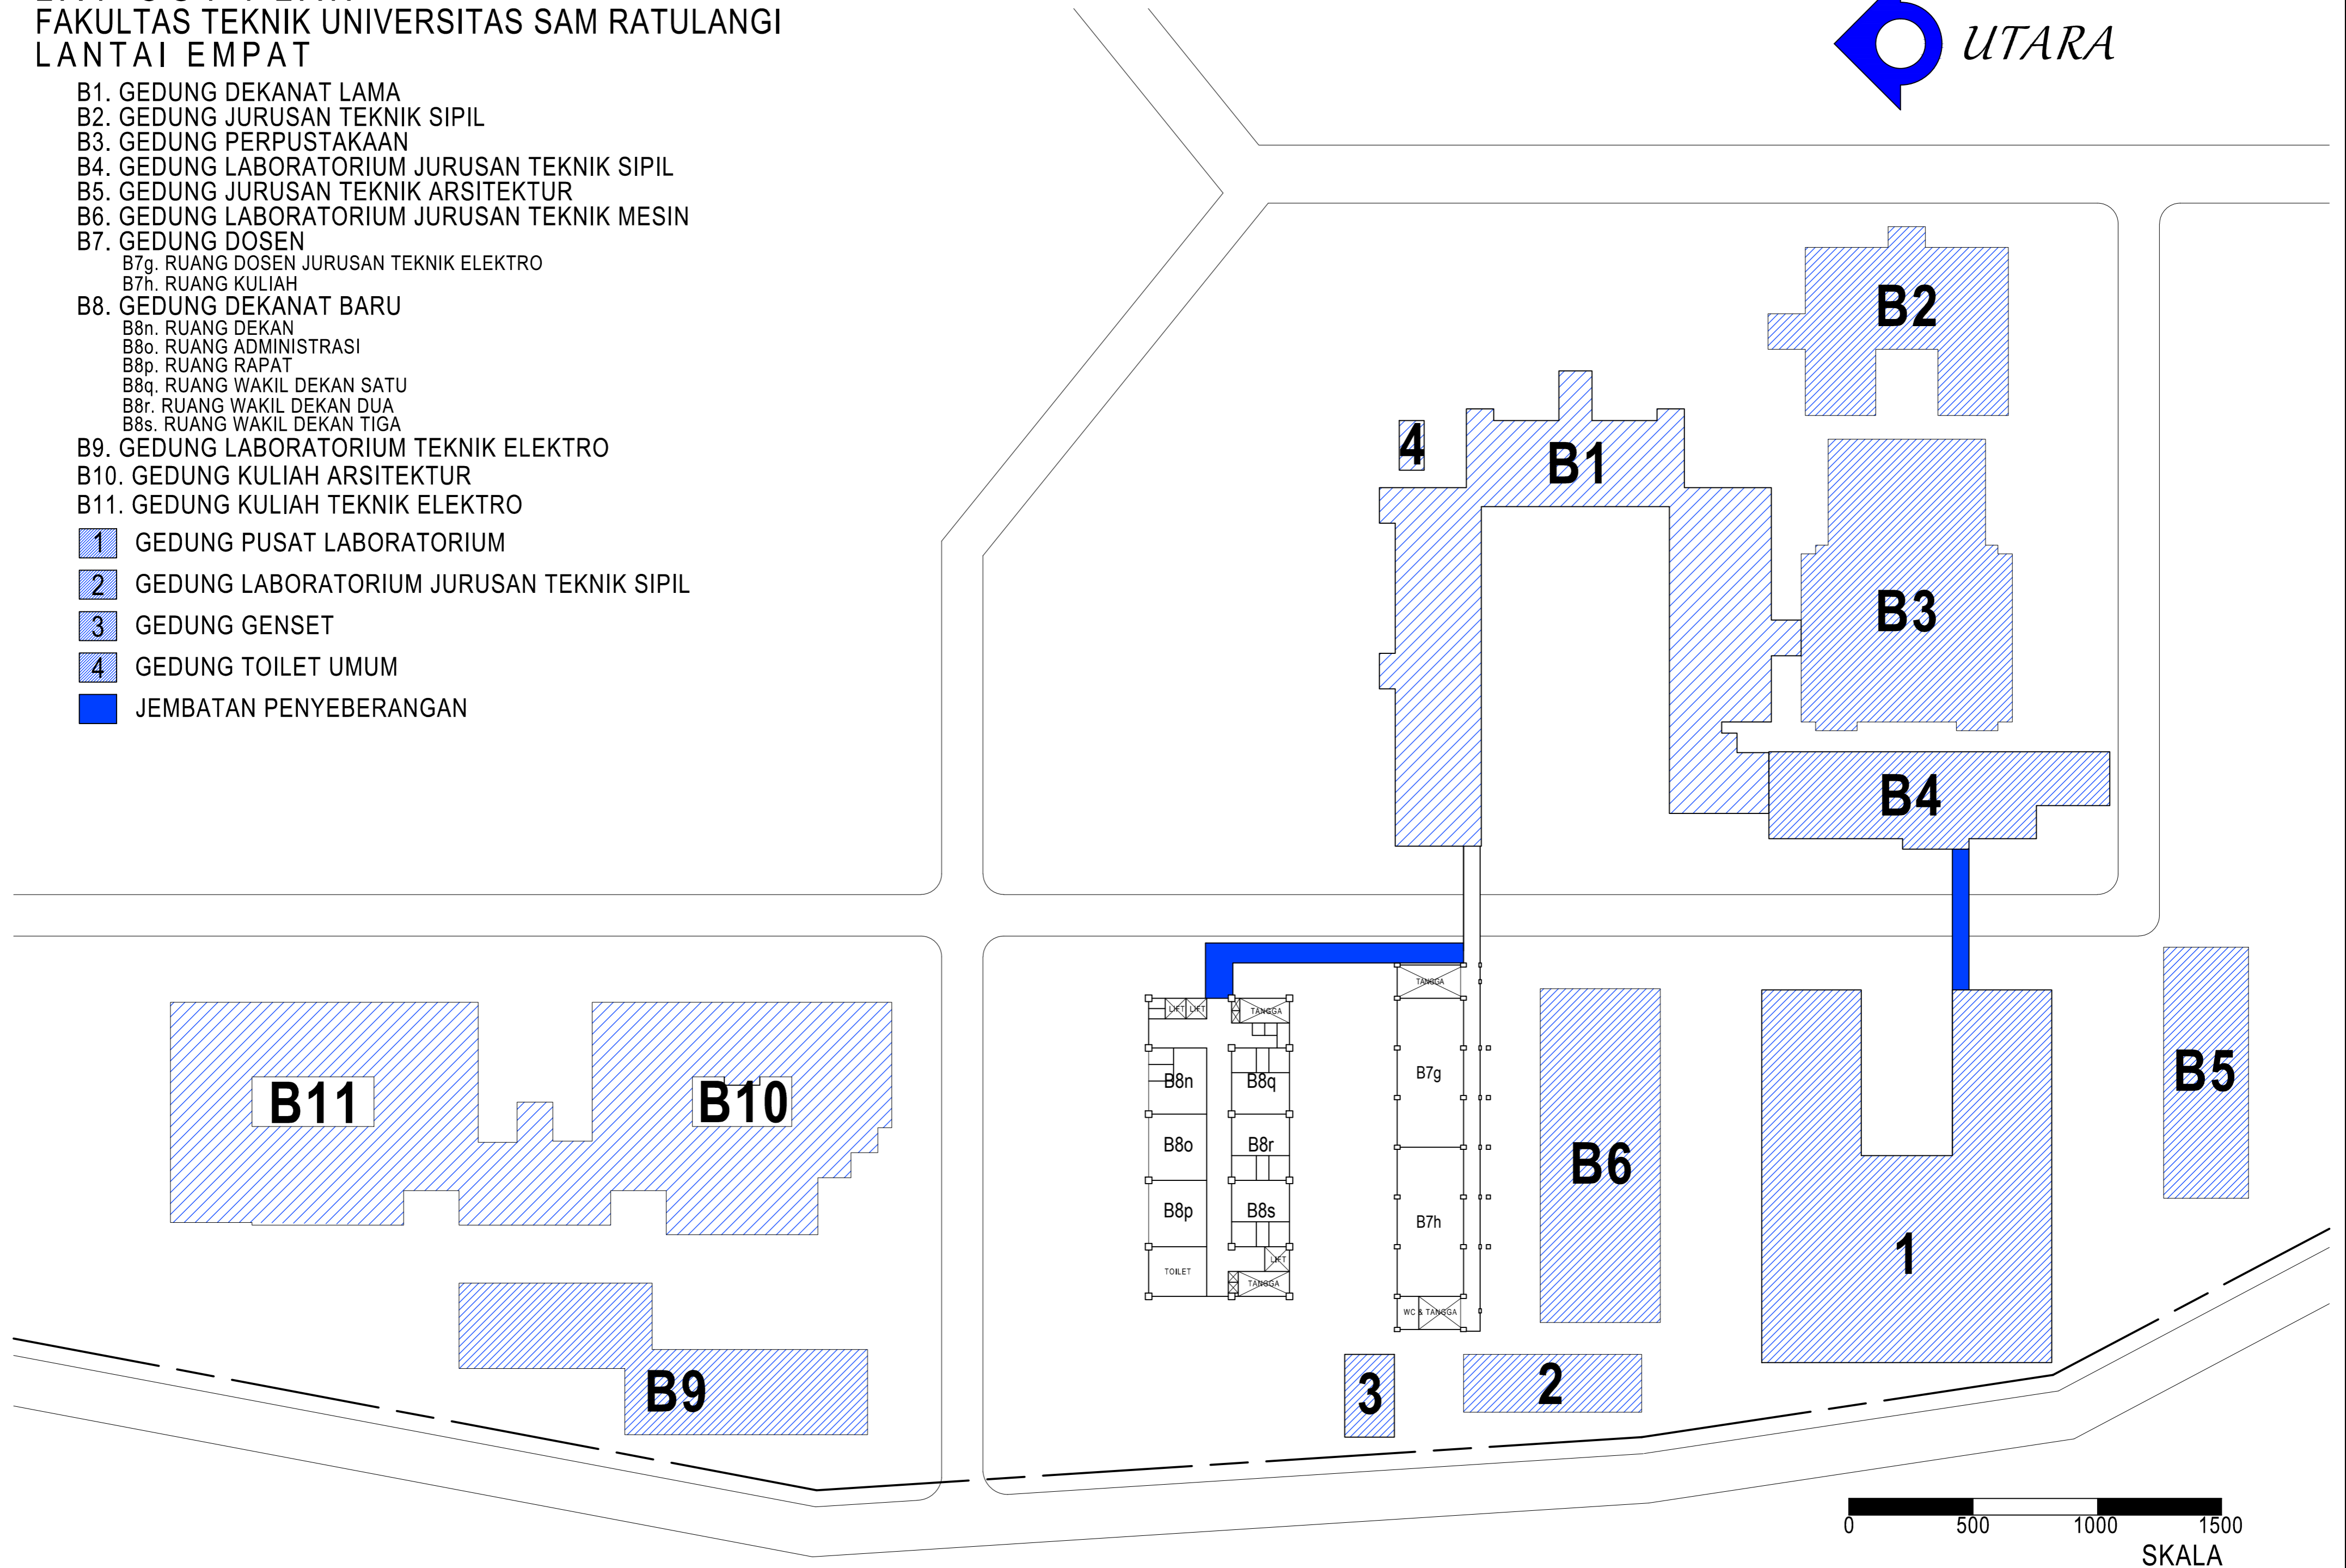 FAKULTAS TEKNIK UNIVERSITAS SAM RATULANGI
LANTAI EMPAT
UTARA
B1. GEDUNG DEKANAT LAMA
B2. GEDUNG JURUSAN TEKNIK SIPIL
B3. GEDUNG PERPUSTAKAAN
B4. GEDUNG LABORATORIUM JURUSAN TEKNIK SIPIL
B5. GEDUNG JURUSAN TEKNIK ARSITEKTUR
B6. GEDUNG LABORATORIUM JURUSAN TEKNIK MESIN
B7. GEDUNG DOSEN
B7g. RUANG DOSEN JURUSAN TEKNIK ELEKTRO
B7h. RUANG KULIAH
B8. GEDUNG DEKANAT BARU
B8n. RUANG DEKAN
B8o. RUANG ADMINISTRASI
B8p. RUANG RAPAT
B8q. RUANG WAKIL DEKAN SATU
B8r. RUANG WAKIL DEKAN DUA
B8s. RUANG WAKIL DEKAN TIGA
B9. GEDUNG LABORATORIUM TEKNIK ELEKTRO
B10. GEDUNG KULIAH ARSITEKTUR
B11. GEDUNG KULIAH TEKNIK ELEKTRO
1 GEDUNG PUSAT LABORATORIUM
2 GEDUNG LABORATORIUM JURUSAN TEKNIK SIPIL
3 GEDUNG GENSET
4 GEDUNG TOILET UMUM
JEMBATAN PENYEBERANGAN
B2
4
B1
B3
B4
TANGGA
LIFT LIFT
TANGGA
B8n
B8q
B7g
B5
B11
B10
B8o
B8r
B6
B8p
B8s
B7h
1
LIFT
TOILET
TANGGA
WC & TANGGA
B9
3
2
0 500 1000 1500
SKALA